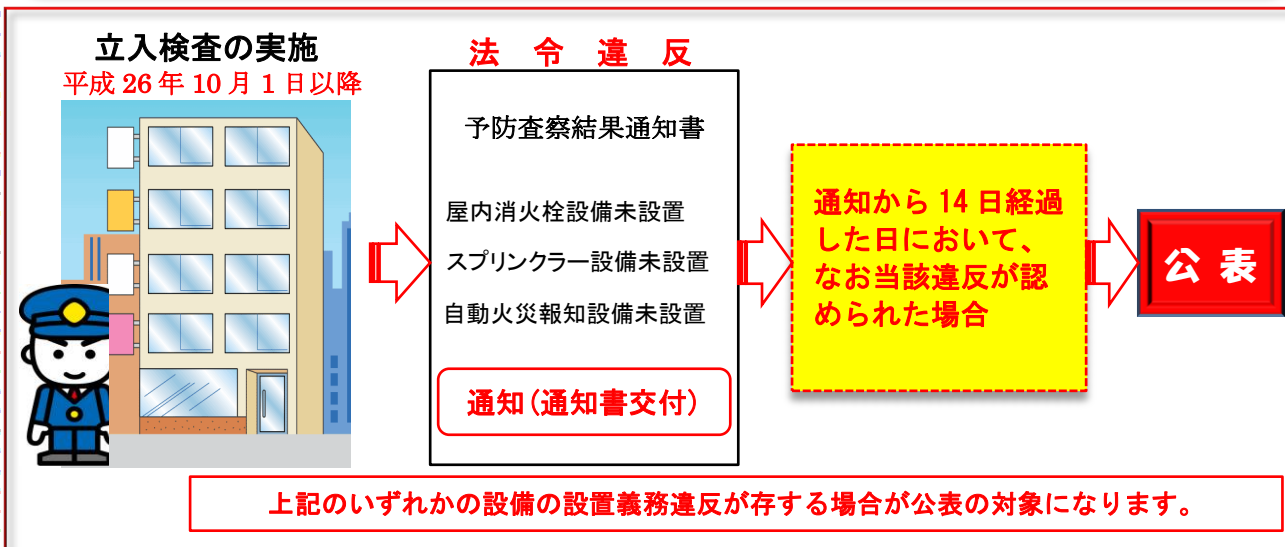 立入検査の実施
平成 26 年 10 月 1 日以降
法令違反
予防査察結果通知書
屋内消火栓設備未設置
スプリンクラー設備未設置
自動火災報知設備未設置
通知(通知書交付)
通知から 14 日経過
した日において、
なお当該違反が認
められた場合
公表
上記のいずれかの設備の設置義務違反が存する場合が公表の対象になります。